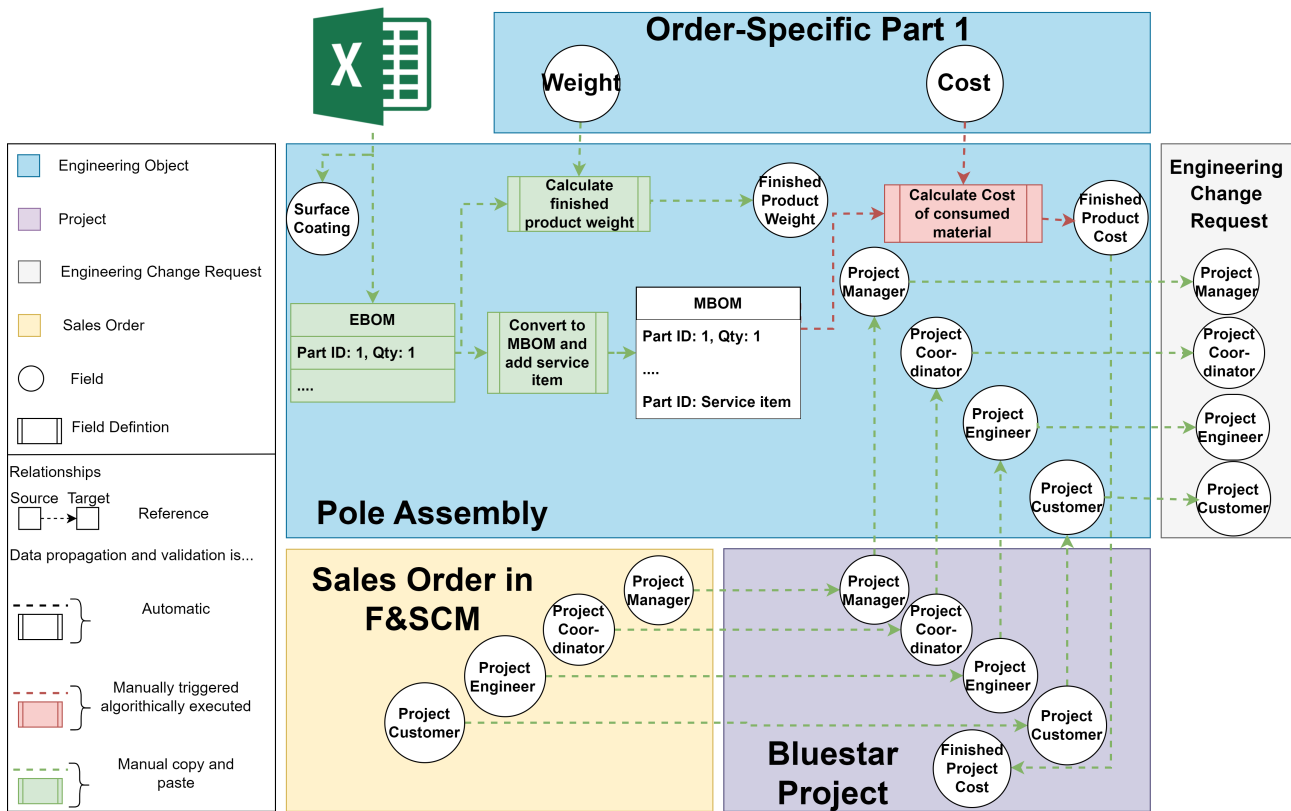 X
Order-Specific Part 1
Weight
Cost
Engineering Object
Project
Engineering Change Request
Sales Order
Field
Field Defintion
Relationships
Source
Target
Reference
Data propagation and validation is...
Automatic
Manually triggered
algorithically executed
Manual copy and
paste
Surface
Coating
Calculate
finished
product weight
Finished
Product
Weight
Calculate Cost
of consumed
material
Finished
Product
Cost
EBOM
Part ID: 1, Qty: 1
....
Convert to
MBOM and
add service
item
MBOM
Part ID: 1, Qty: 1
....
Part ID: Service item
Project
Manager
Project
Coor-
dinator
Project
Engineer
Project
Customer
Pole Assembly
Engineering
Change
Request
Project
Manager
Project
Coor-
dinator
Project
Engineer
Project
Customer
Sales Order in
F&SCM
Project
Manager
Project
Coor-
dinator
Project
Engineer
Project
Customer
Project
Manager
Project
Coor-
dinator
Project
Engineer
Project
Customer
Finished
Project
Cost
Bluestar
Project